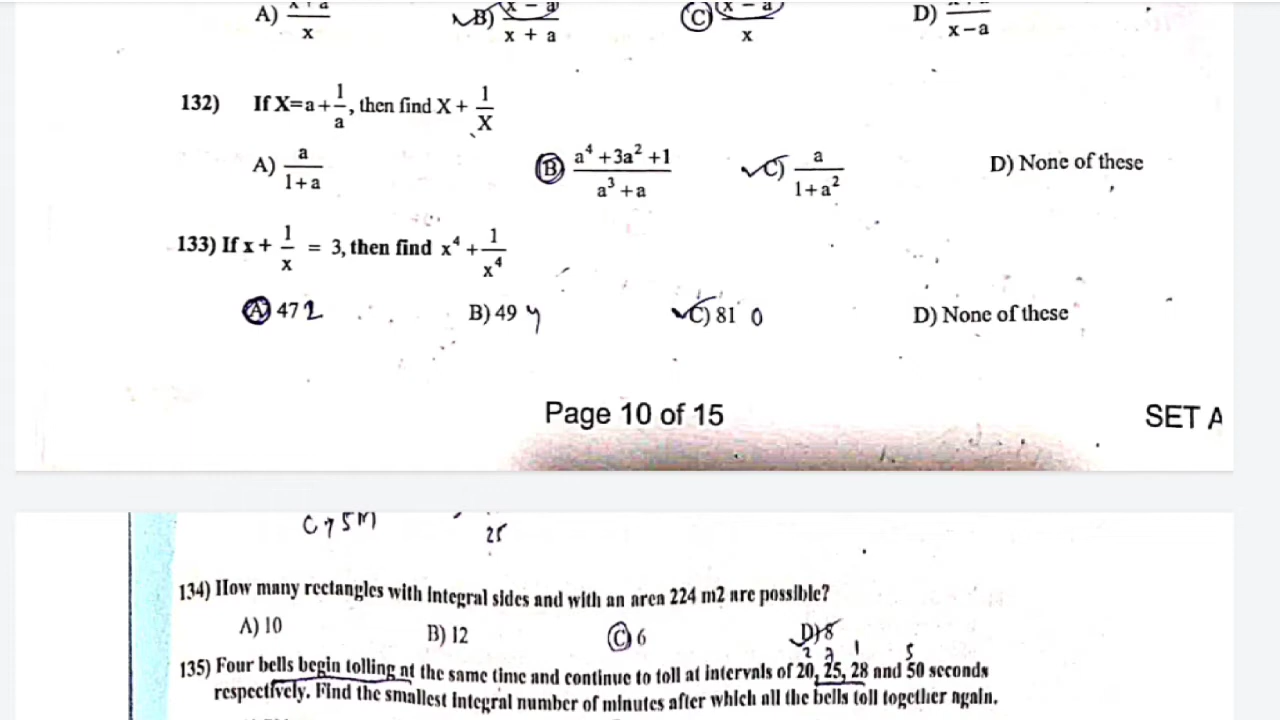 A) x+a/x B) x-a/x+a C) x-a/x D) /x-a
132) If X=a+1/a, then find X+1/X
A) a/1+a B) a⁴+3a²+1/a³+a C) a/1+a² D) None of these
133) If x+1/x = 3, then find x⁴+1/x⁴
A) 47 2 B) 49 y C) 81 0 D) None of these
Page 10 of 15 SET A
25
134) How many rectangles with integral sides and with an area 224 m2 are possible?
A) 10 B) 12 C) 6 D) 8
135) Four bells begin tolling at the same time and continue to toll at intervals of 20, 25, 28 and 50 seconds
respectively. Find the smallest integral number of minutes after which all the bells toll together again.